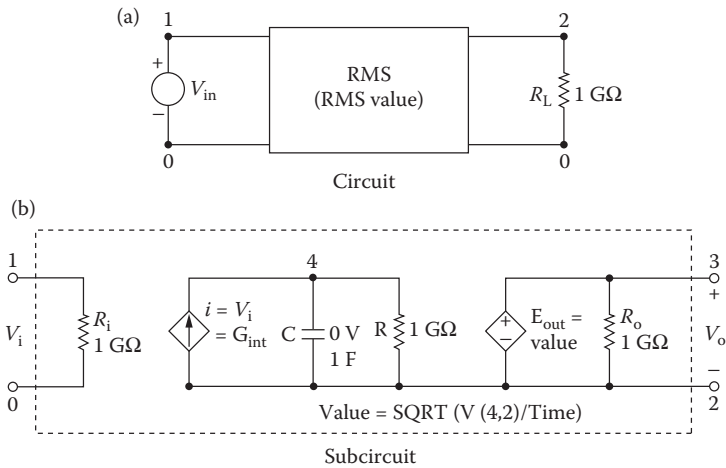 (a)
1
2
+
V_in
−
RMS
(RMS value)
R_L
1 GΩ
0
0
Circuit
(b)
1
4
3
+
V_i
R_i
1 GΩ
i = V_i
= G_int
C
0 V
1 F
R
1 GΩ
+
−
E_out =
value
R_o
1 GΩ
V_o
−
0
2
Value = SQRT (V (4,2)/Time)
Subcircuit